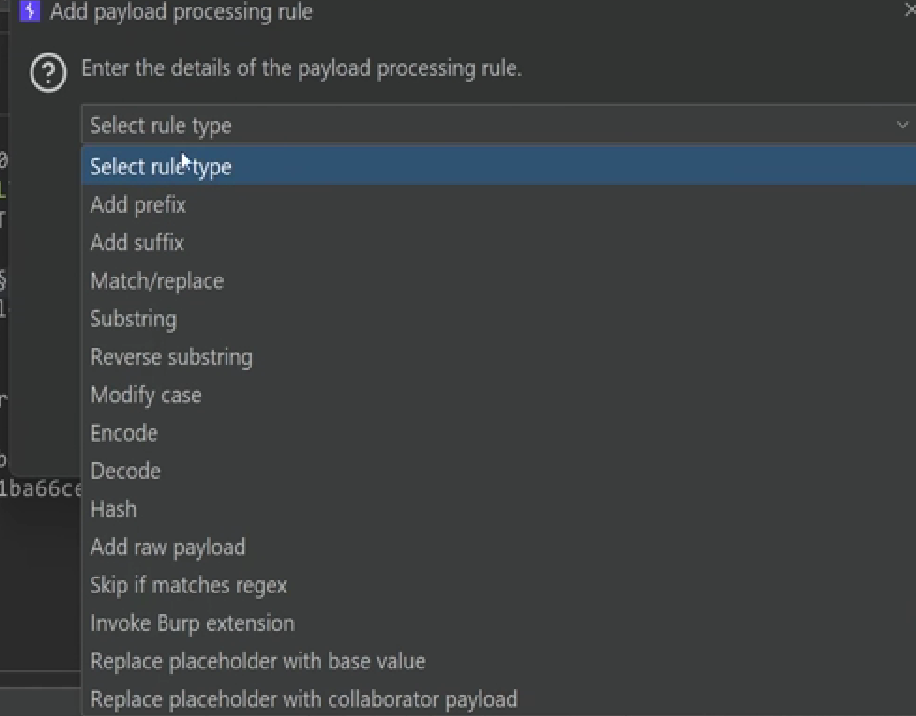 Add payload processing rule
Enter the details of the payload processing rule.
Select rule type
Select rule type
Add prefix
Add suffix
Match/replace
Substring
Reverse substring
Modify case
Encode
Decode
Hash
Add raw payload
Skip if matches regex
Invoke Burp extension
Replace placeholder with base value
Replace placeholder with collaborator payload
1ba66ce